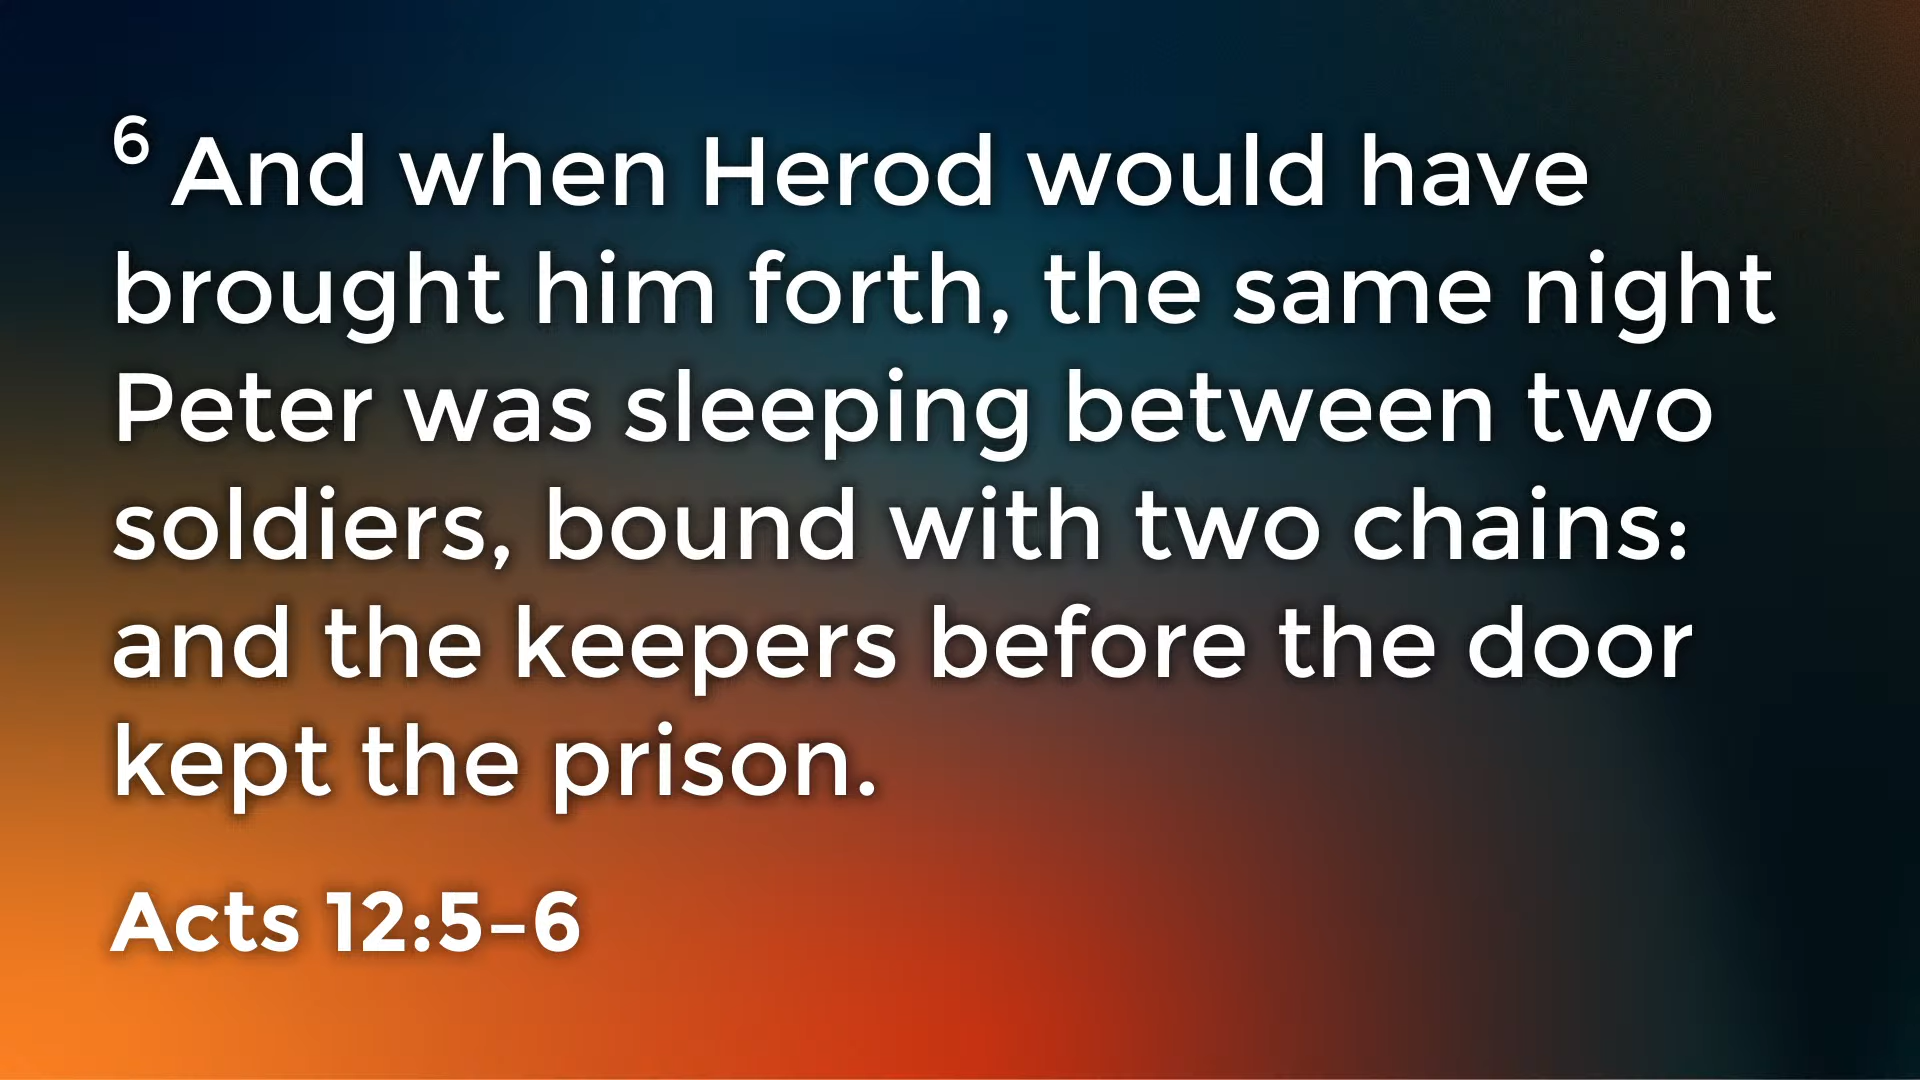 6 And when Herod would have
brought him forth, the same night
Peter was sleeping between two
soldiers, bound with two chains:
and the keepers before the door
kept the prison.
Acts 12:5–6